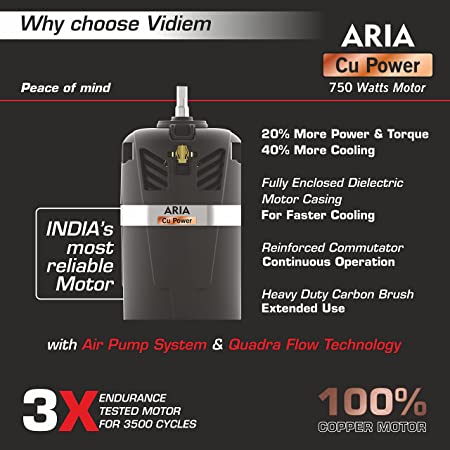 Why choose Vidiem
ARIA
Cu Power
750 Watts Motor
Peace of mind
20% More Power & Torque
40% More Cooling
Fully Enclosed Dielectric
Motor Casing
For Faster Cooling
Reinforced Commutator
Continuous Operation
Heavy Duty Carbon Brush
Extended Use
ARIA
Cu Power
INDIA's
most
reliable
Motor
with Air Pump System & Quadra Flow Technology
3X
ENDURANCE
TESTED MOTOR
FOR 3500 CYCLES
100%
COPPER MOTOR